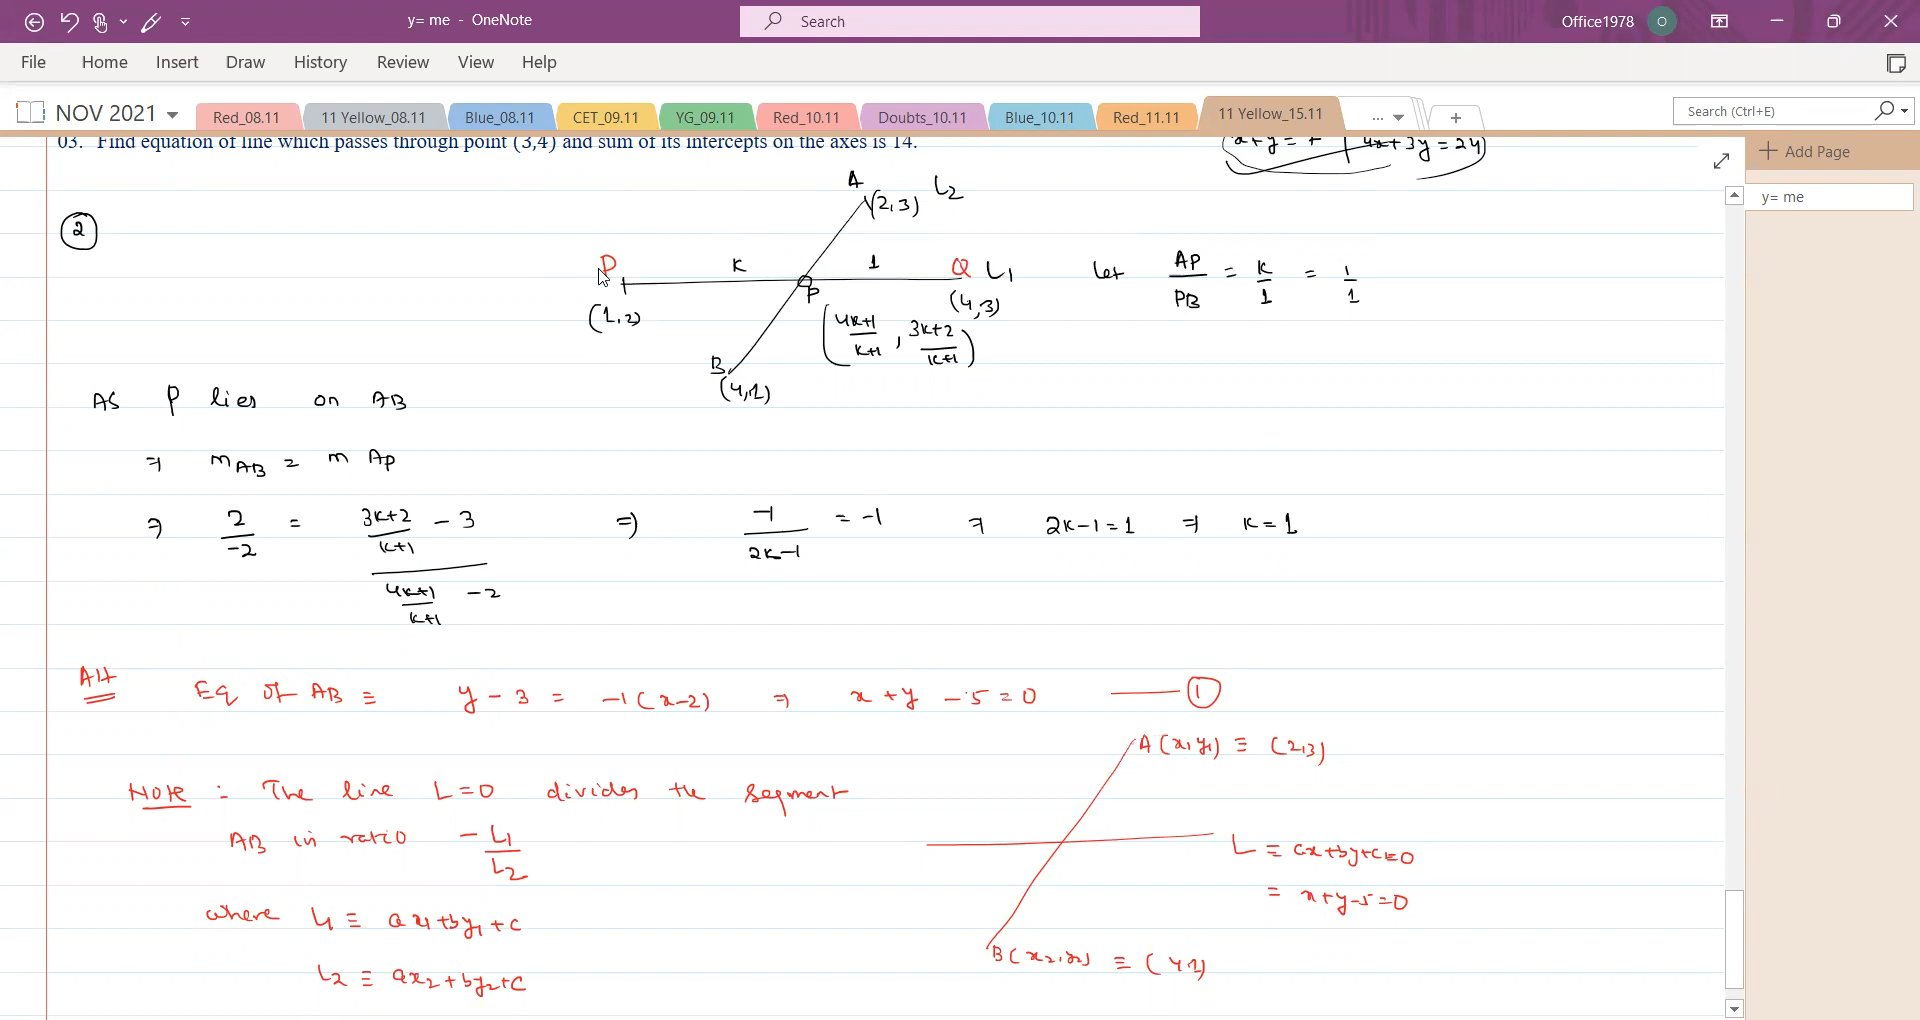 y= me - OneNote
Search
Office1978
O
File Home Insert Draw History Review View Help
NOV 2021
Red_08.11 11 Yellow_08.11 Blue_08.11 CET_09.11 YG_09.11 Red_10.11 Doubts_10.11 Blue_10.11 Red_11.11 11 Yellow_15.11 ... +
Search (Ctrl+E)
Add Page
y= me
03. Find equation of line which passes through point (3,4) and sum of its intercepts on the axes is 14.
x+y = 7 | 4x+3y = 24
2
A (2,3) L2
P K 1 Q L1
(1,2) P (4,3)
(4k+1/k+1 , 3k+2/k+1)
B (4,1)
let AP/PB = k/1 = 1/1
As P lies on AB
⇒ mAB = m AP
⇒ 2/-2 = (3k+2/k+1 - 3)/(4k+1/k+1 - 2) ⇒ -1/2k-1 = -1 ⇒ 2k-1=1 ⇒ k=1
Alt
Eq of AB ≡ y-3 = -1(x-2) ⇒ x+y-5=0 — 1
Note : The line L=0 divides the segment
AB in ratio -L1/L2
where L1 ≡ ax1+by1+c
L2 ≡ ax2+by2+c
A(x1,y1) ≡ (2,3)
L ≡ ax+by+c=0
= x+y-5=0
B(x2,y2) ≡ (4,1)